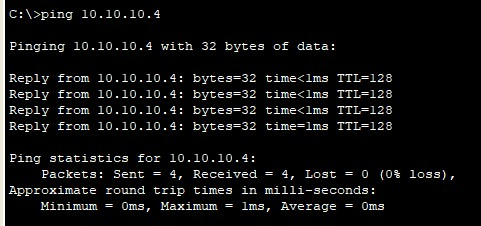 C:\>ping 10.10.10.4
Pinging 10.10.10.4 with 32 bytes of data:
Reply from 10.10.10.4: bytes=32 time<1ms TTL=128
Reply from 10.10.10.4: bytes=32 time<1ms TTL=128
Reply from 10.10.10.4: bytes=32 time<1ms TTL=128
Reply from 10.10.10.4: bytes=32 time=1ms TTL=128
Ping statistics for 10.10.10.4:
Packets: Sent = 4, Received = 4, Lost = 0 (0% loss),
Approximate round trip times in milli-seconds:
Minimum = 0ms, Maximum = 1ms, Average = 0ms